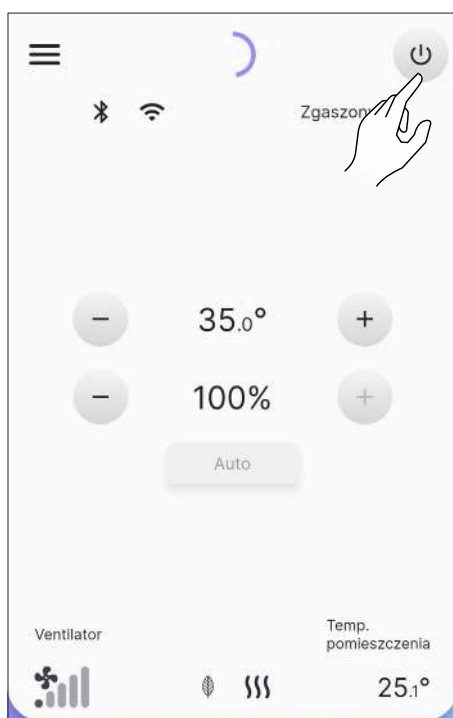 Zgaszony
35.0°
100%
Auto
Ventilator
Temp.
pomieszczenia
25.1°